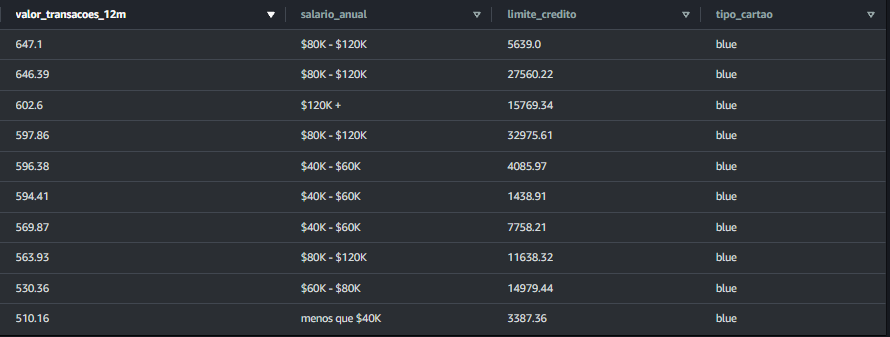 valor_transacoes_12m salario_anual limite_credito tipo_cartao
647.1 $80K - $120K 5639.0 blue
646.39 $80K - $120K 27560.22 blue
602.6 $120K + 15769.34 blue
597.86 $80K - $120K 32975.61 blue
596.38 $40K - $60K 4085.97 blue
594.41 $40K - $60K 1438.91 blue
569.87 $40K - $60K 7758.21 blue
563.93 $80K - $120K 11638.32 blue
530.36 $60K - $80K 14979.44 blue
510.16 menos que $40K 3387.36 blue